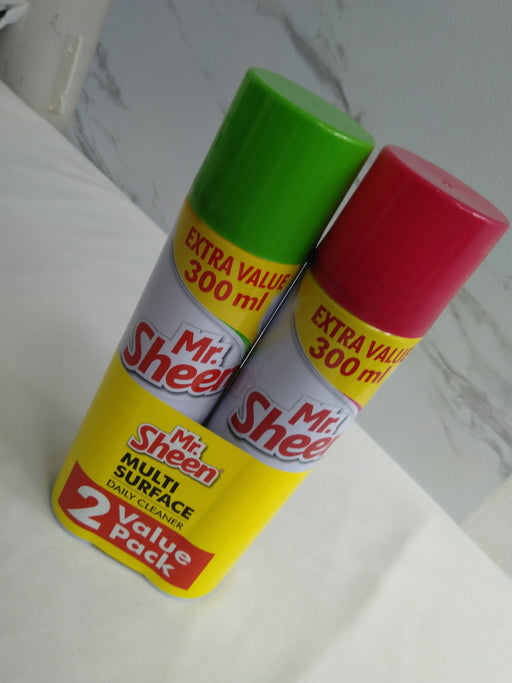 EXTRA VALUE
300 ml
Mr.
Sheen
EXTRA VALUE
300 ml
Mr.
Sheen
Mr.
Sheen
MULTI
SURFACE
DAILY CLEANER
2 Value
Pack